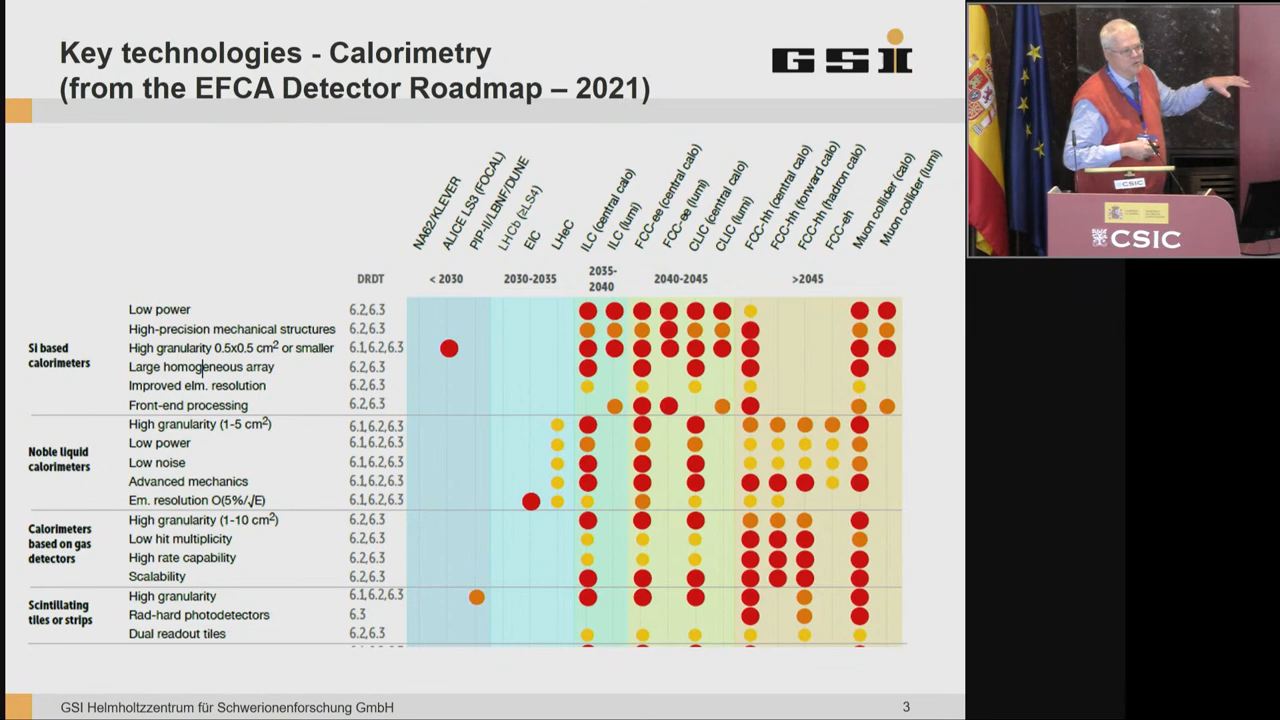 Key technologies - Calorimetry
(from the EFCA Detector Roadmap – 2021)
GSI
NA62/KLEVER
ALICE LS3 (FOCAL)
PIP-II/LBNF/DUNE
LHCb (≥LS4)
EIC
LHeC
ILC (central calo)
ILC (lumi)
FCC-ee (central calo)
FCC-ee (lumi)
CLIC (central calo)
CLIC (lumi)
FCC-hh (central calo)
FCC-hh (forward calo)
FCC-hh (hadron calo)
FCC-eh
Muon collider (calo)
Muon collider (lumi)
DRDT < 2030 2030-2035 2035-2040 2040-2045 >2045
Si based calorimeters
Low power 6.2,6.3
High-precision mechanical structures 6.2,6.3
High granularity 0.5x0.5 cm² or smaller 6.1,6.2,6.3
Large homogeneous array 6.2,6.3
Improved elm. resolution 6.2,6.3
Front-end processing 6.2,6.3
Noble liquid calorimeters
High granularity (1-5 cm²) 6.1,6.2,6.3
Low power 6.1,6.2,6.3
Low noise 6.1,6.2,6.3
Advanced mechanics 6.1,6.2,6.3
Em. resolution O(5%/√E) 6.1,6.2,6.3
Calorimeters based on gas detectors
High granularity (1-10 cm²) 6.2,6.3
Low hit multiplicity 6.2,6.3
High rate capability 6.2,6.3
Scalability 6.2,6.3
Scintillating tiles or strips
High granularity 6.1,6.2,6.3
Rad-hard photodetectors 6.3
Dual readout tiles 6.2,6.3
GSI Helmholtzzentrum für Schwerionenforschung GmbH
3
CSIC
CSIC